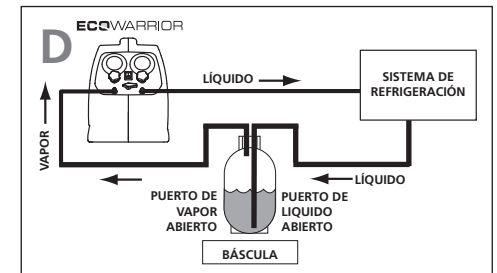 D
ECOWARRIOR
LÍQUIDO
SISTEMA DE
REFRIGERACIÓN
VAPOR
LÍQUIDO
PUERTO DE
VAPOR
ABIERTO
PUERTO DE
LIQUIDO
ABIERTO
BÁSCULA